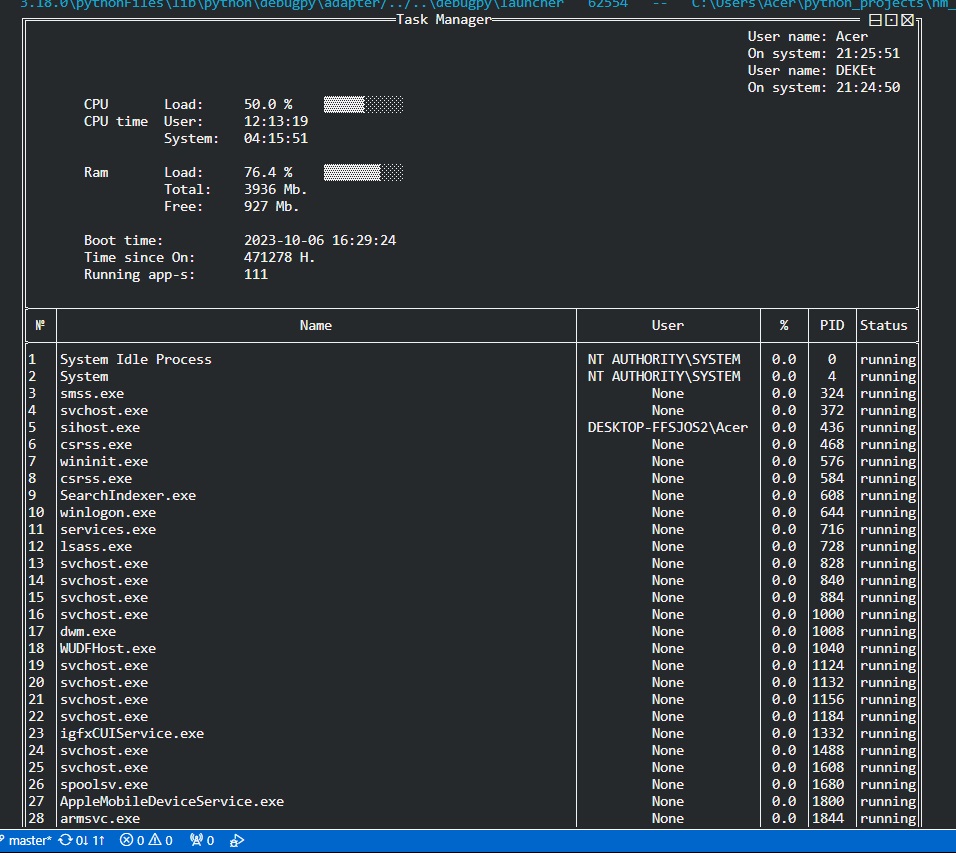 3.18.0\pythonFiles\lib\python\debugpy\adapter/../..\debugpy\launcher 62554 -- C:\Users\Acer\python_projects\hm_
Task Manager
User name: Acer
On system: 21:25:51
User name: DEKEt
On system: 21:24:50
CPU Load: 50.0 %
CPU time User: 12:13:19
System: 04:15:51
Ram Load: 76.4 %
Total: 3936 Mb.
Free: 927 Mb.
Boot time: 2023-10-06 16:29:24
Time since On: 471278 H.
Running app-s: 111
№ Name User % PID Status
1 System Idle Process NT AUTHORITY\SYSTEM 0.0 0 running
2 System NT AUTHORITY\SYSTEM 0.0 4 running
3 smss.exe None 0.0 324 running
4 svchost.exe None 0.0 372 running
5 sihost.exe DESKTOP-FFSJOS2\Acer 0.0 436 running
6 csrss.exe None 0.0 468 running
7 wininit.exe None 0.0 576 running
8 csrss.exe None 0.0 584 running
9 SearchIndexer.exe None 0.0 608 running
10 winlogon.exe None 0.0 644 running
11 services.exe None 0.0 716 running
12 lsass.exe None 0.0 728 running
13 svchost.exe None 0.0 828 running
14 svchost.exe None 0.0 840 running
15 svchost.exe None 0.0 884 running
16 svchost.exe None 0.0 1000 running
17 dwm.exe None 0.0 1008 running
18 WUDFHost.exe None 0.0 1040 running
19 svchost.exe None 0.0 1124 running
20 svchost.exe None 0.0 1132 running
21 svchost.exe None 0.0 1156 running
22 svchost.exe None 0.0 1184 running
23 igfxCUIService.exe None 0.0 1332 running
24 svchost.exe None 0.0 1488 running
25 svchost.exe None 0.0 1608 running
26 spoolsv.exe None 0.0 1680 running
27 AppleMobileDeviceService.exe None 0.0 1800 running
28 armsvc.exe None 0.0 1844 running
master* 0↓ 1↑ 0 0 0